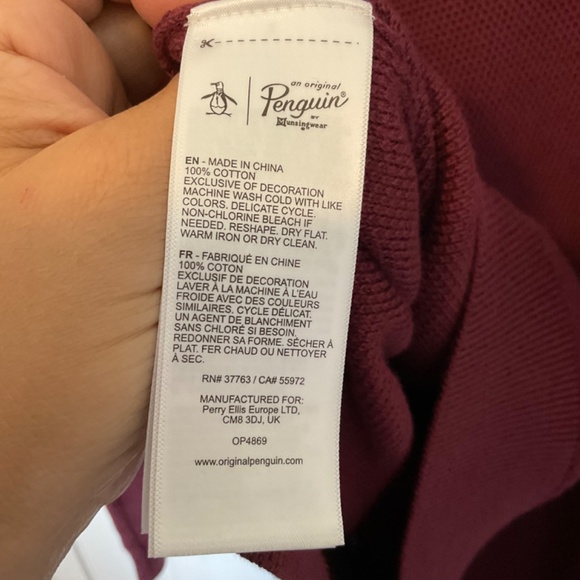 an original
Penguin®
BY
Munsingwear
EN - MADE IN CHINA
100% COTTON
EXCLUSIVE OF DECORATION
MACHINE WASH COLD WITH LIKE
COLORS. DELICATE CYCLE.
NON-CHLORINE BLEACH IF
NEEDED. RESHAPE. DRY FLAT.
WARM IRON OR DRY CLEAN.
FR - FABRIQUÉ EN CHINE
100% COTON
EXCLUSIF DE DECORATION
LAVER À LA MACHINE À L'EAU
FROIDE AVEC DES COULEURS
SIMILAIRES. CYCLE DÉLICAT.
UN AGENT DE BLANCHIMENT
SANS CHLORÉ SI BESOIN.
REDONNER SA FORME. SÉCHER À
PLAT. FER CHAUD OU NETTOYER
À SEC.
RN# 37763 / CA# 55972
MANUFACTURED FOR:
Perry Ellis Europe LTD,
CM8 3DJ, UK
OP4869
www.originalpenguin.com